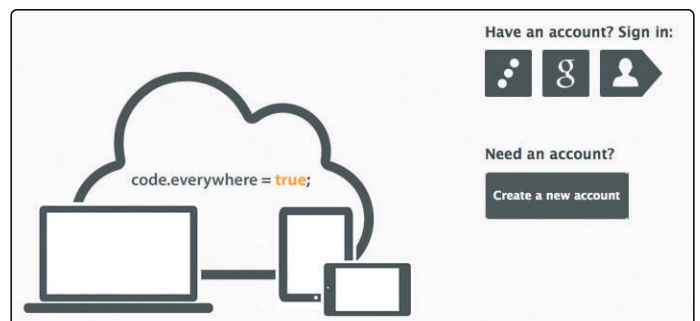 Have an account? Sign in:
g
code.everywhere = true;
Need an account?
Create a new account